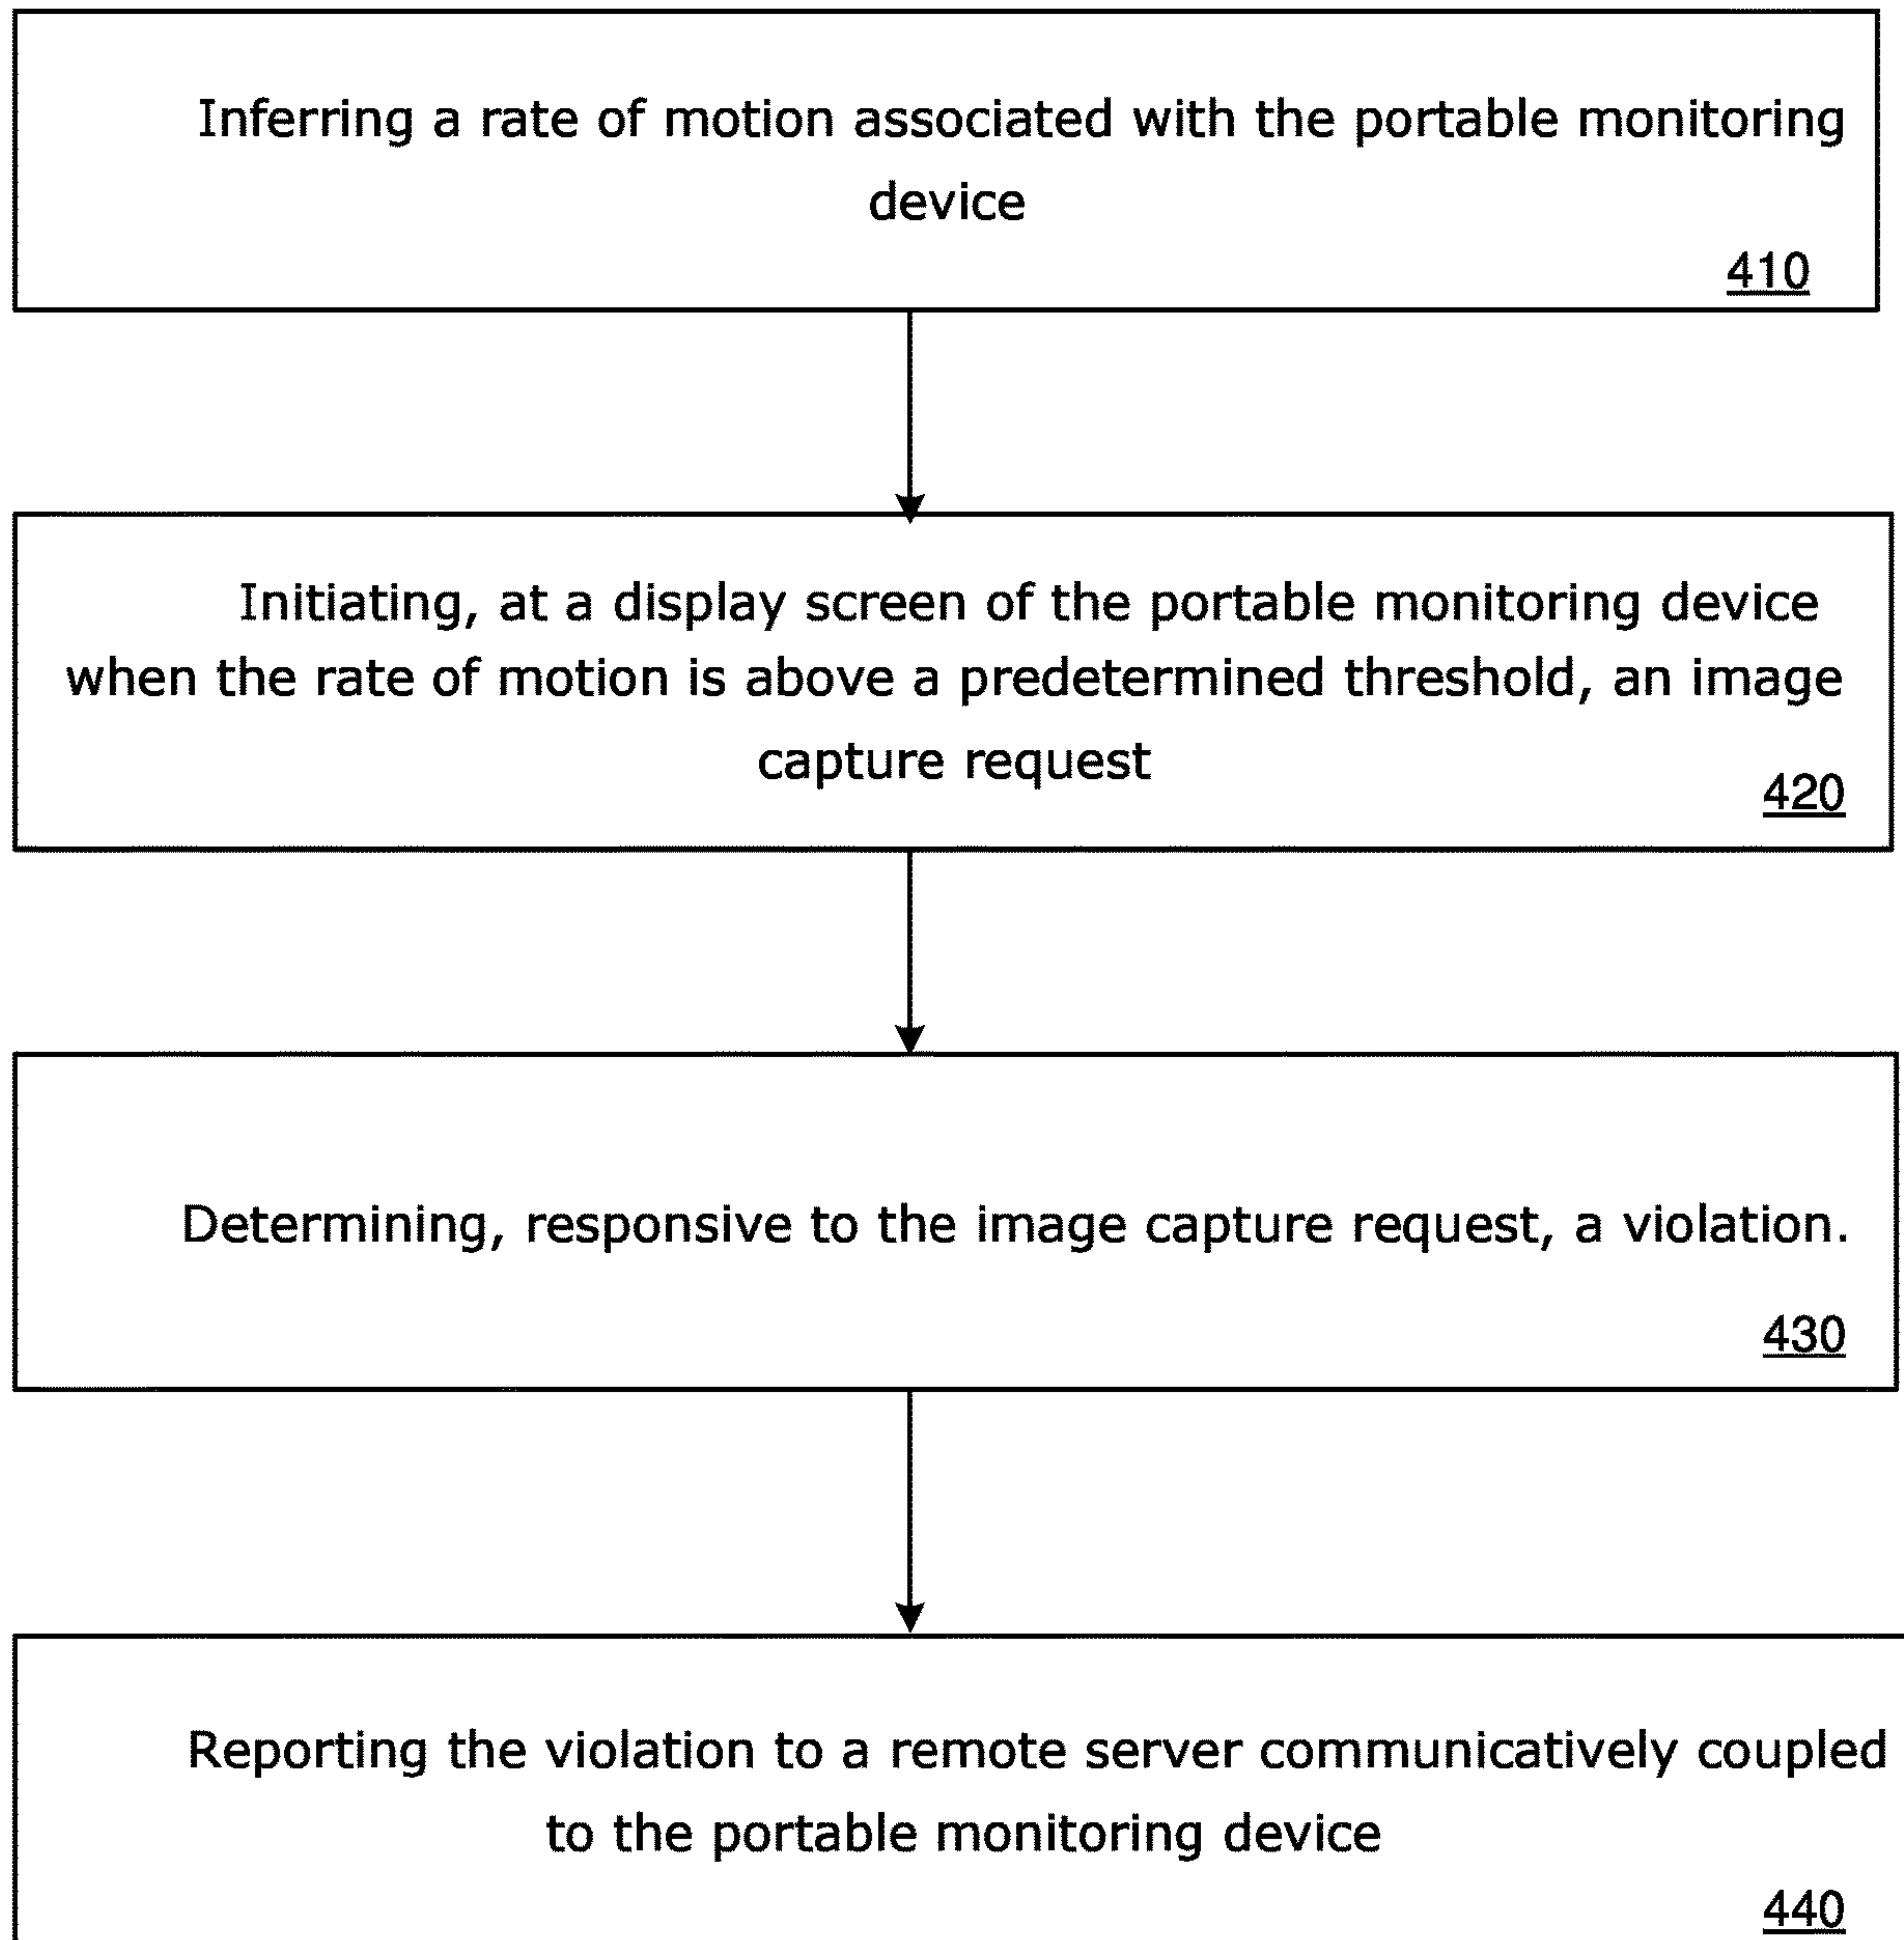 Inferring a rate of motion associated with the portable monitoring
device
410
Initiating, at a display screen of the portable monitoring device
when the rate of motion is above a predetermined threshold, an image
capture request
420
Determining, responsive to the image capture request, a violation.
430
Reporting the violation to a remote server communicatively coupled
to the portable monitoring device
440